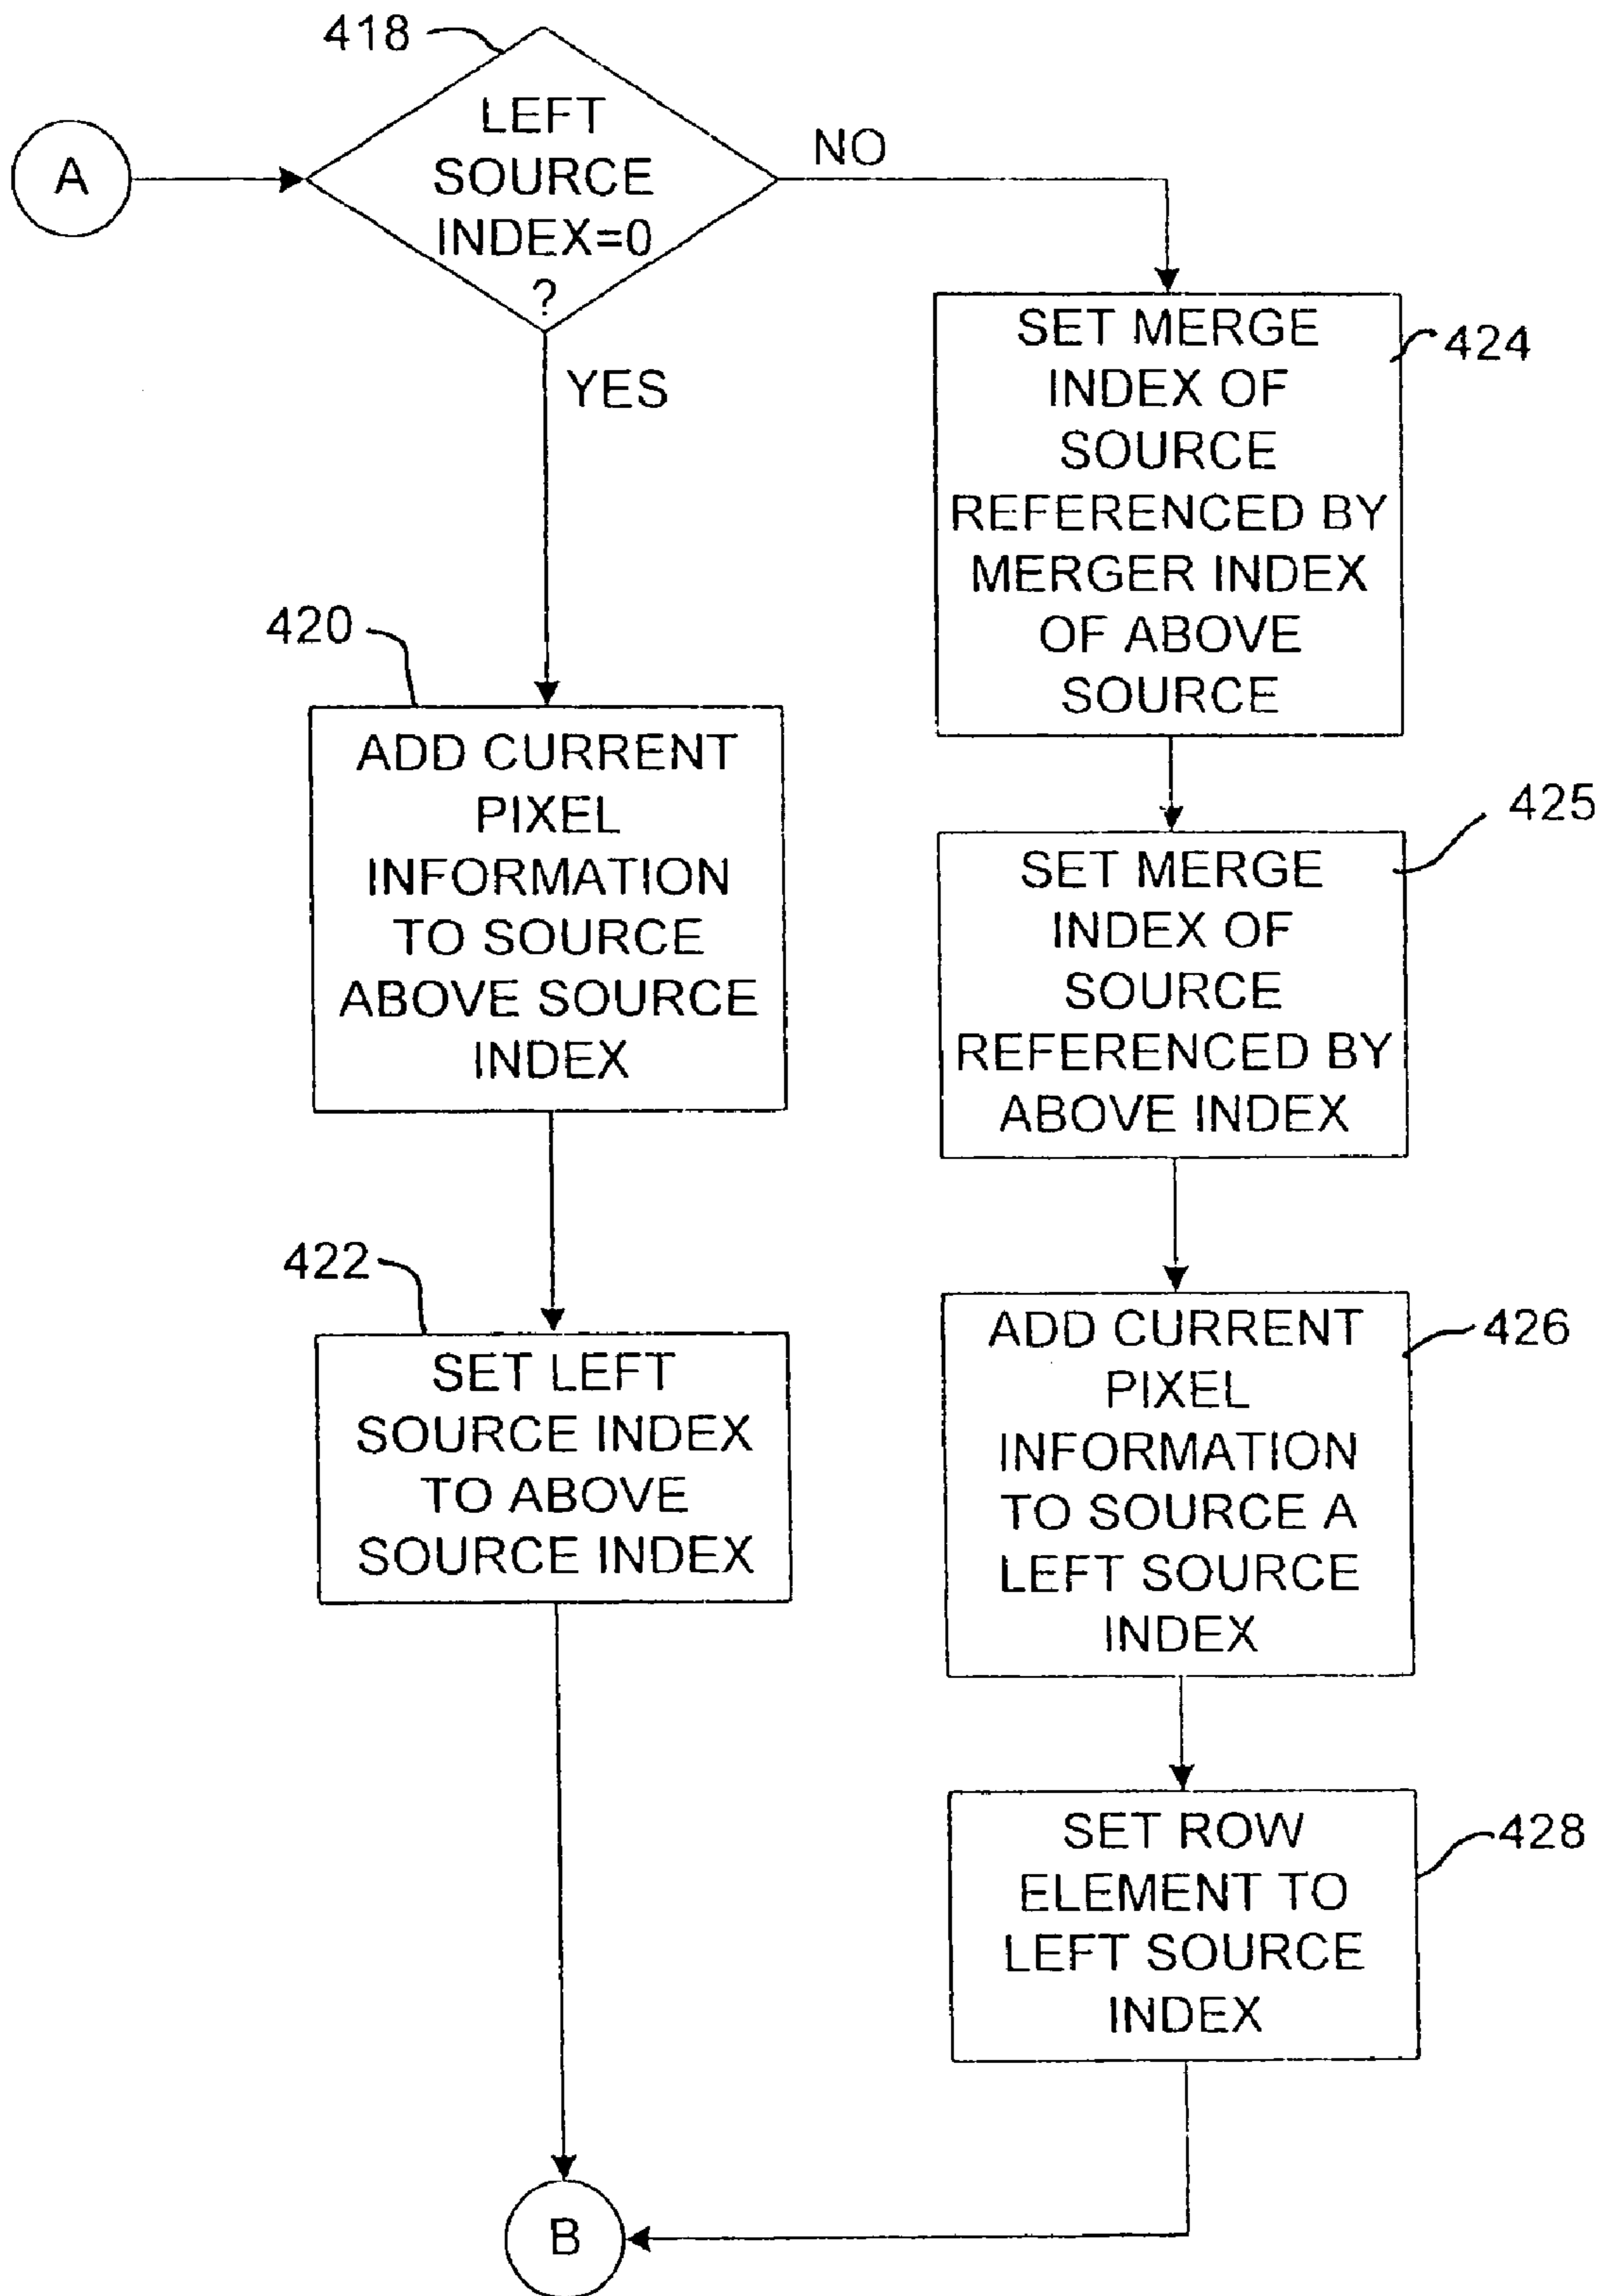 418
LEFT
SOURCE
INDEX=0
?
A
NO
YES
SET MERGE
INDEX OF
SOURCE
REFERENCED BY
MERGER INDEX
OF ABOVE
SOURCE
424
420
ADD CURRENT
PIXEL
INFORMATION
TO SOURCE
ABOVE SOURCE
INDEX
425
SET MERGE
INDEX OF
SOURCE
REFERENCED BY
ABOVE INDEX
422
SET LEFT
SOURCE INDEX
TO ABOVE
SOURCE INDEX
426
ADD CURRENT
PIXEL
INFORMATION
TO SOURCE A
LEFT SOURCE
INDEX
428
SET ROW
ELEMENT TO
LEFT SOURCE
INDEX
B